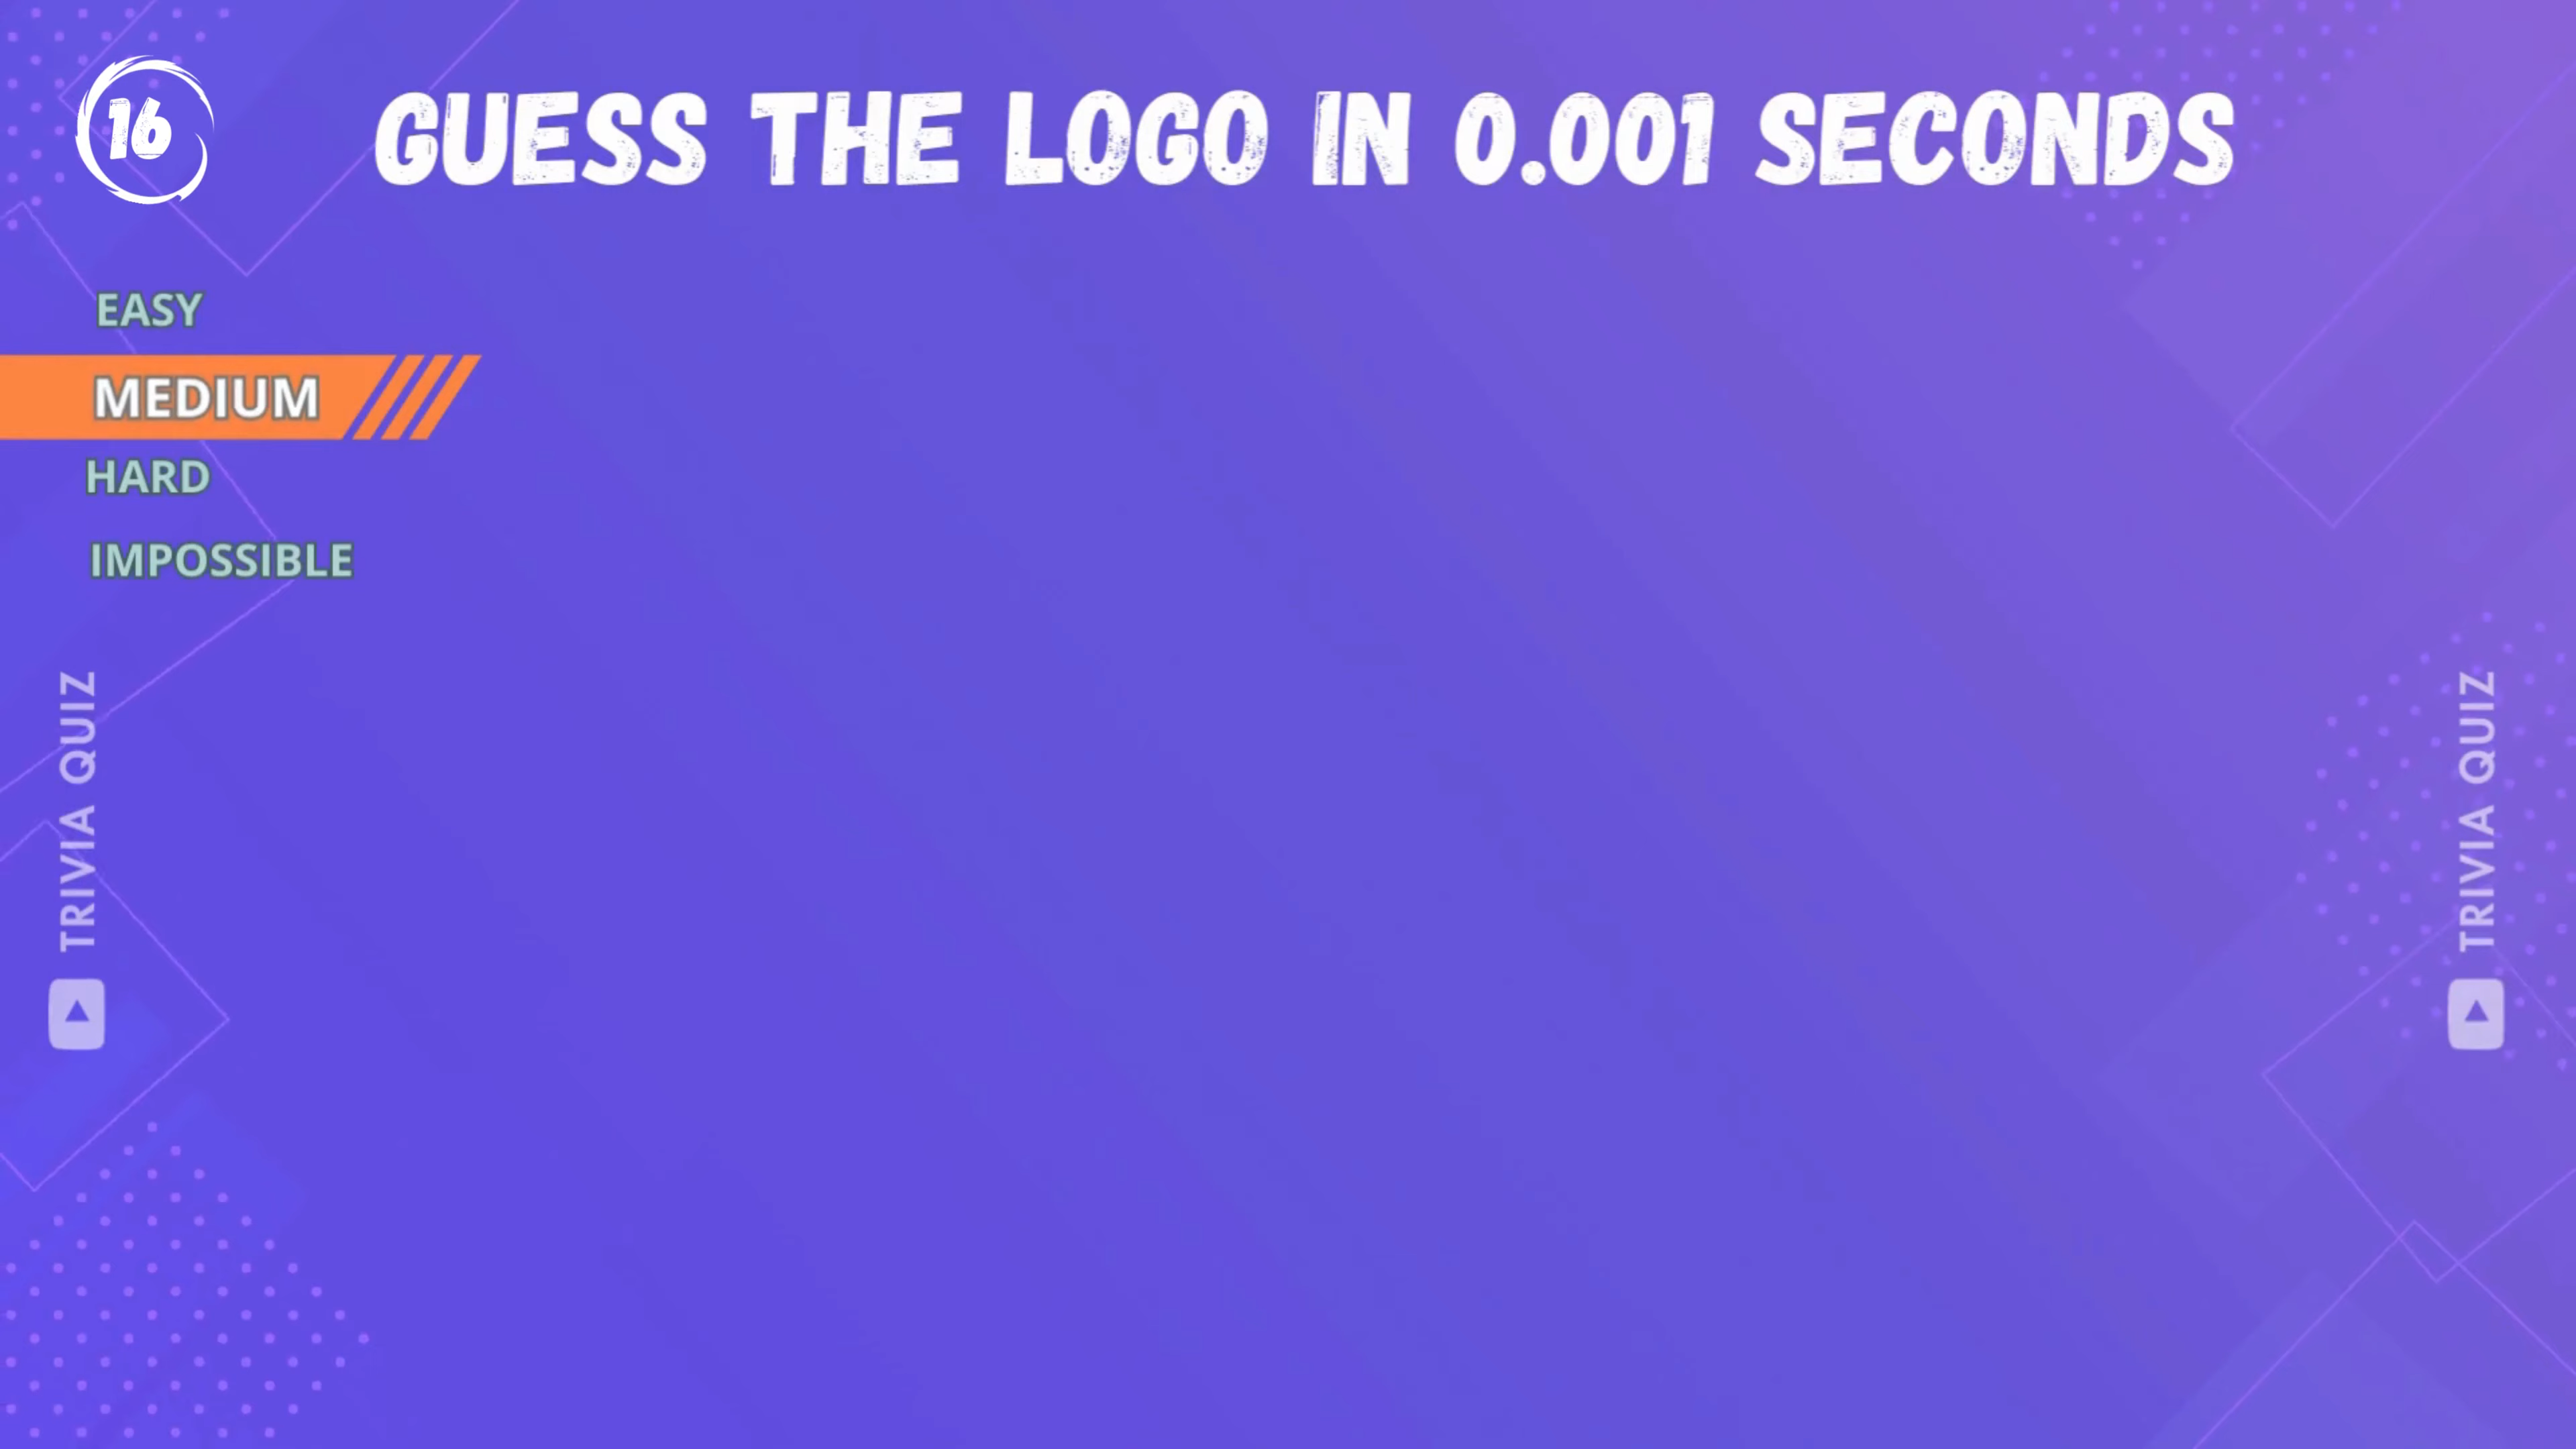 16
GUESS THE LOGO IN 0.001 SECONDS
EASY
MEDIUM
HARD
IMPOSSIBLE
TRIVIA QUIZ
TRIVIA QUIZ